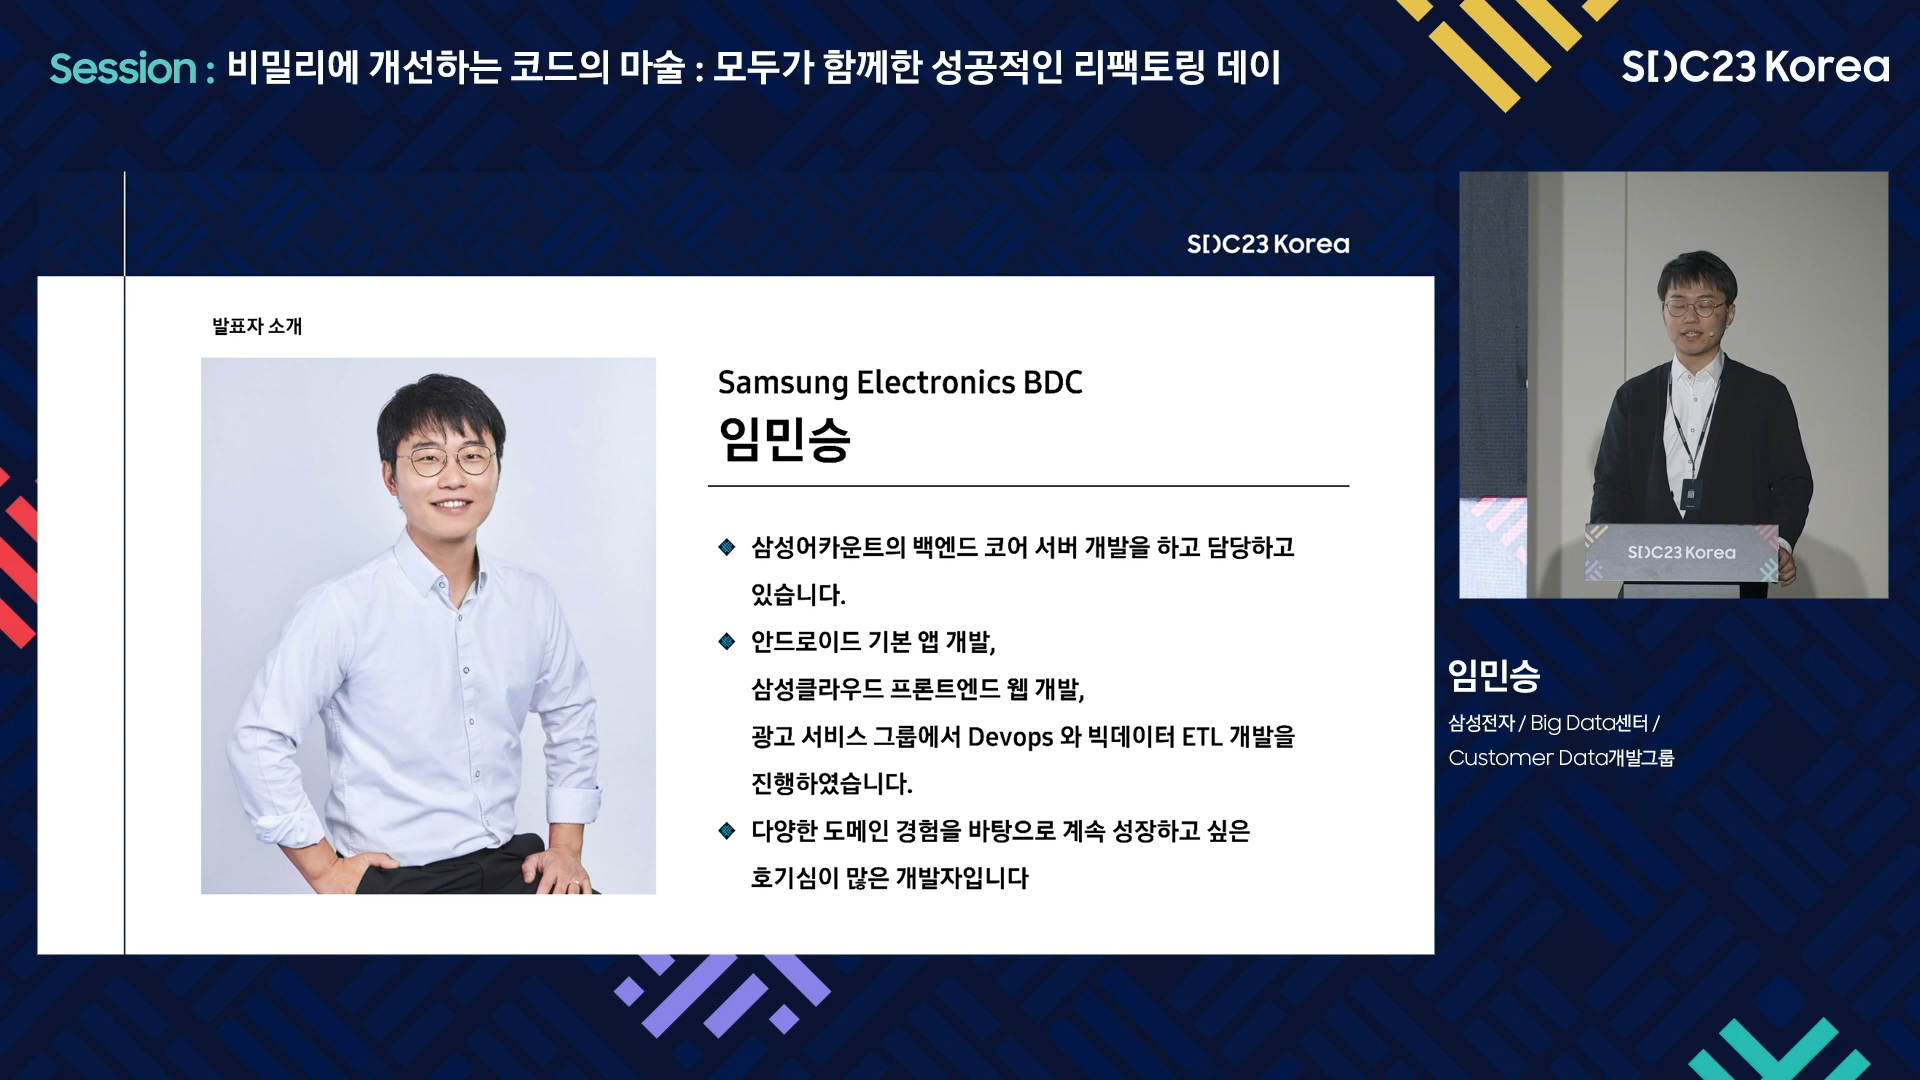 Session : 비밀리에 개선하는 코드의 마술 : 모두가 함께한 성공적인 리팩토링 데이
SDC23 Korea
SDC23 Korea
발표자 소개
Samsung Electronics BDC
임민승
삼성어카운트의 백엔드 코어 서버 개발을 하고 담당하고
있습니다.
안드로이드 기본 앱 개발,
삼성클라우드 프론트엔드 웹 개발,
광고 서비스 그룹에서 Devops 와 빅데이터 ETL 개발을
진행하였습니다.
다양한 도메인 경험을 바탕으로 계속 성장하고 싶은
호기심이 많은 개발자입니다
SDC23 Korea
임민승
삼성전자 / Big Data센터 /
Customer Data개발그룹